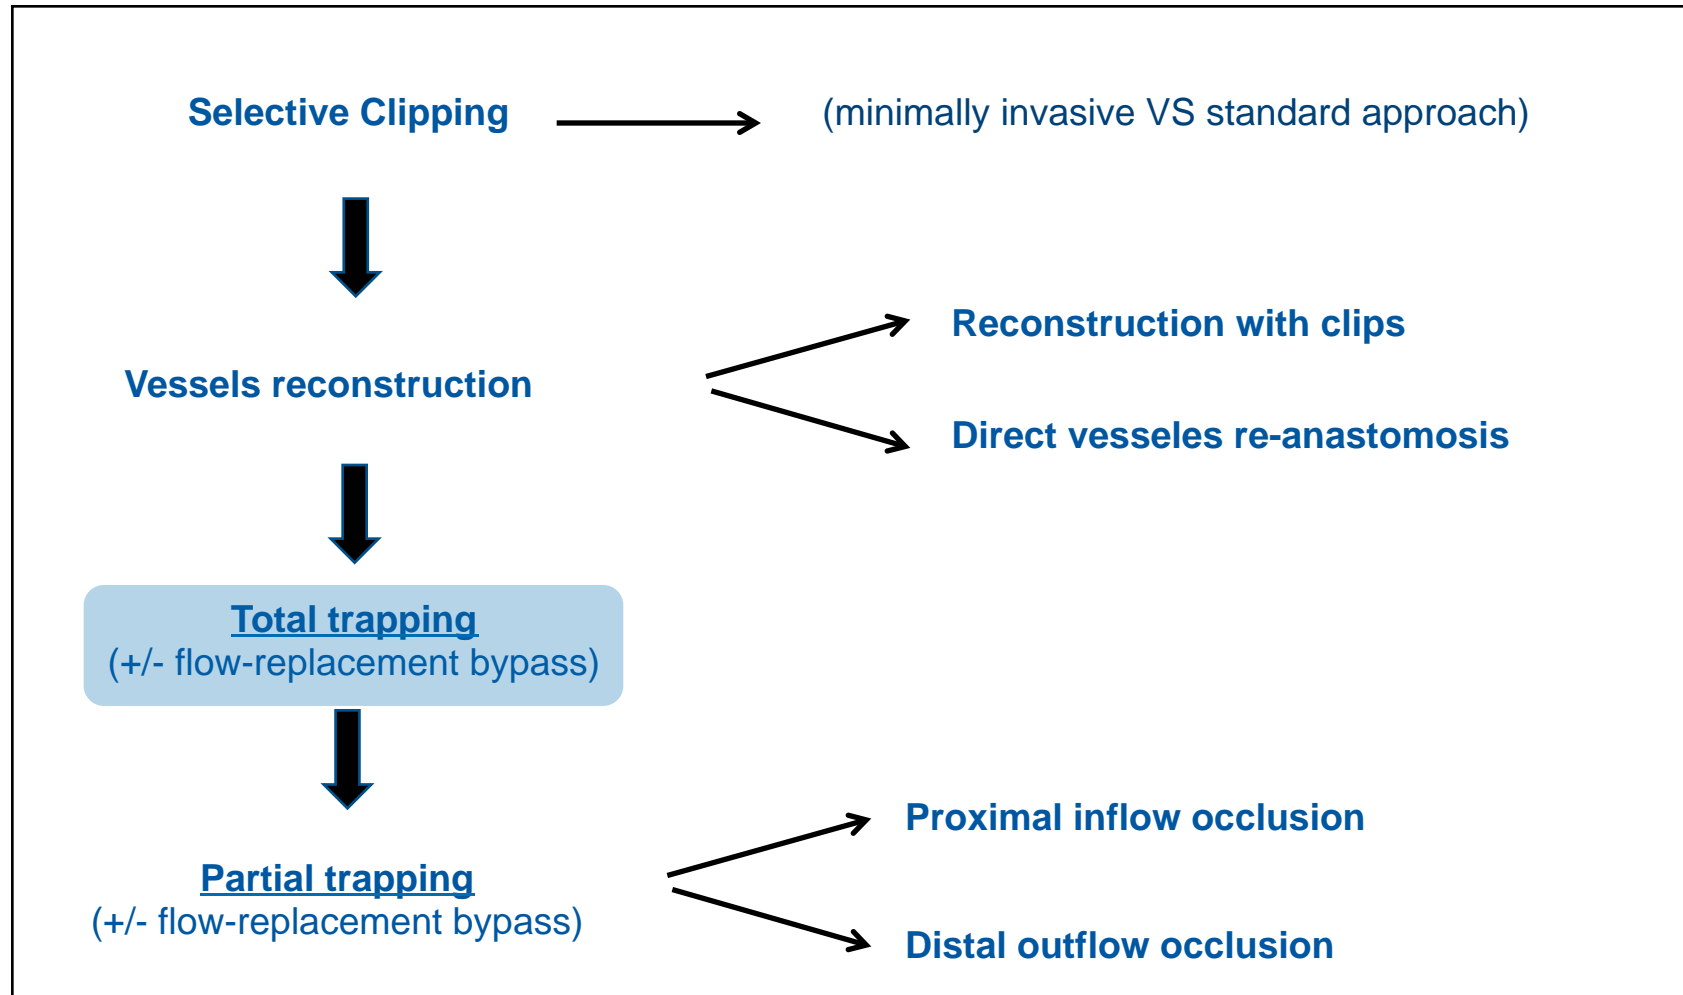 Selective Clipping
(minimally invasive VS standard approach)
Vessels reconstruction
Reconstruction with clips
Direct vesseles re-anastomosis
Total trapping
(+/- flow-replacement bypass)
Partial trapping
(+/- flow-replacement bypass)
Proximal inflow occlusion
Distal outflow occlusion